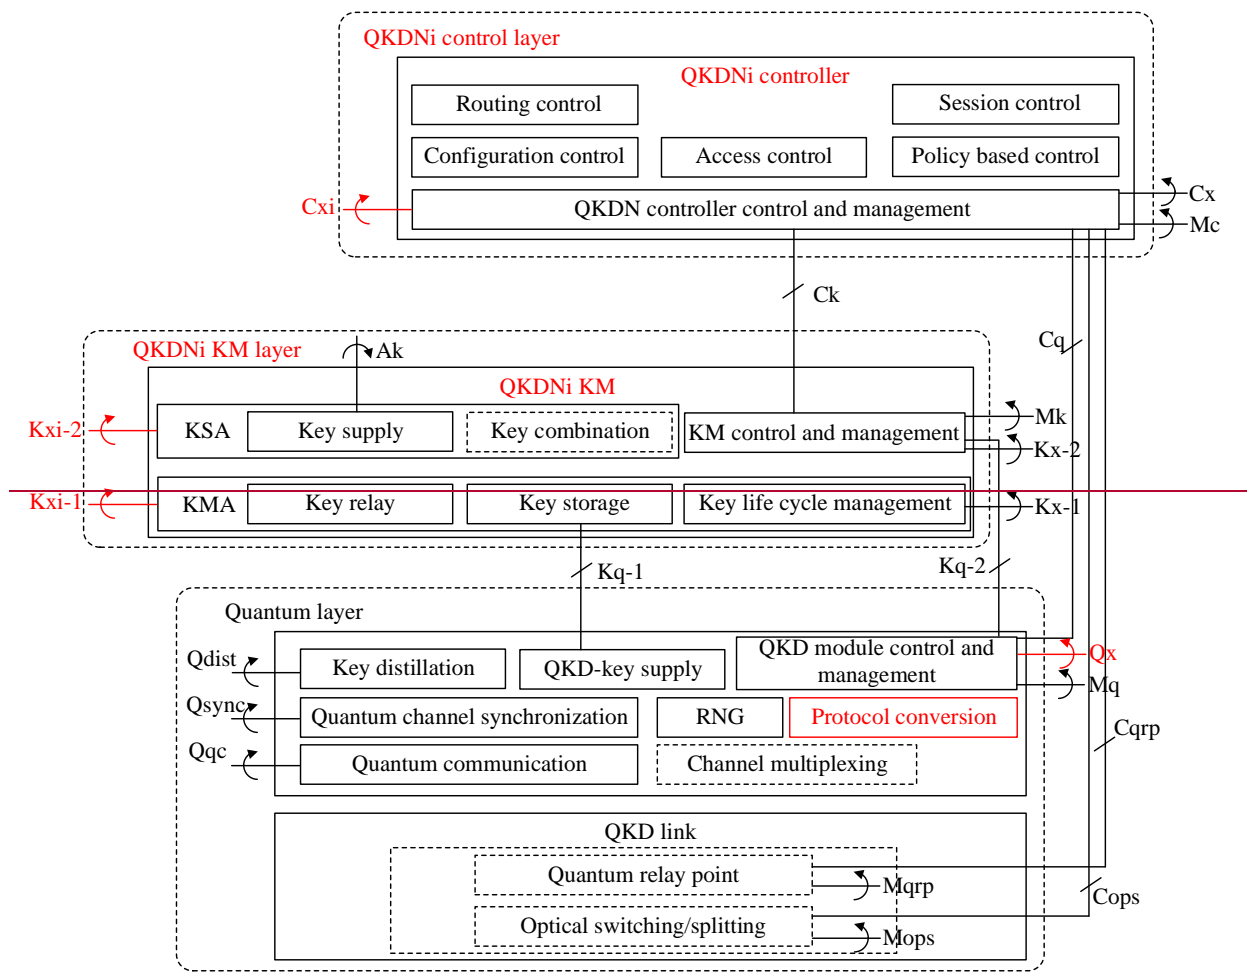 QKDNi control layer
QKDNi controller
Routing control
Session control
Configuration control
Access control
Policy based control
Cxi
QKDN controller control and management
Cx
Mc
Ck
Cq
QKDNi KM layer
Ak
QKDNi KM
Kxi-2
KSA
Key supply
Key combination
KM control and management
Mk
Kx-2
Kxi-1
KMA
Key relay
Key storage
Key life cycle management
Kx-1
Kq-1
Kq-2
Quantum layer
Qdist
Key distillation
QKD-key supply
QKD module control and
management
Qx
Mq
Qsync
Quantum channel synchronization
RNG
Protocol conversion
Cqrp
Qqc
Quantum communication
Channel multiplexing
QKD link
Quantum relay point
Mqrp
Cops
Optical switching/splitting
Mops